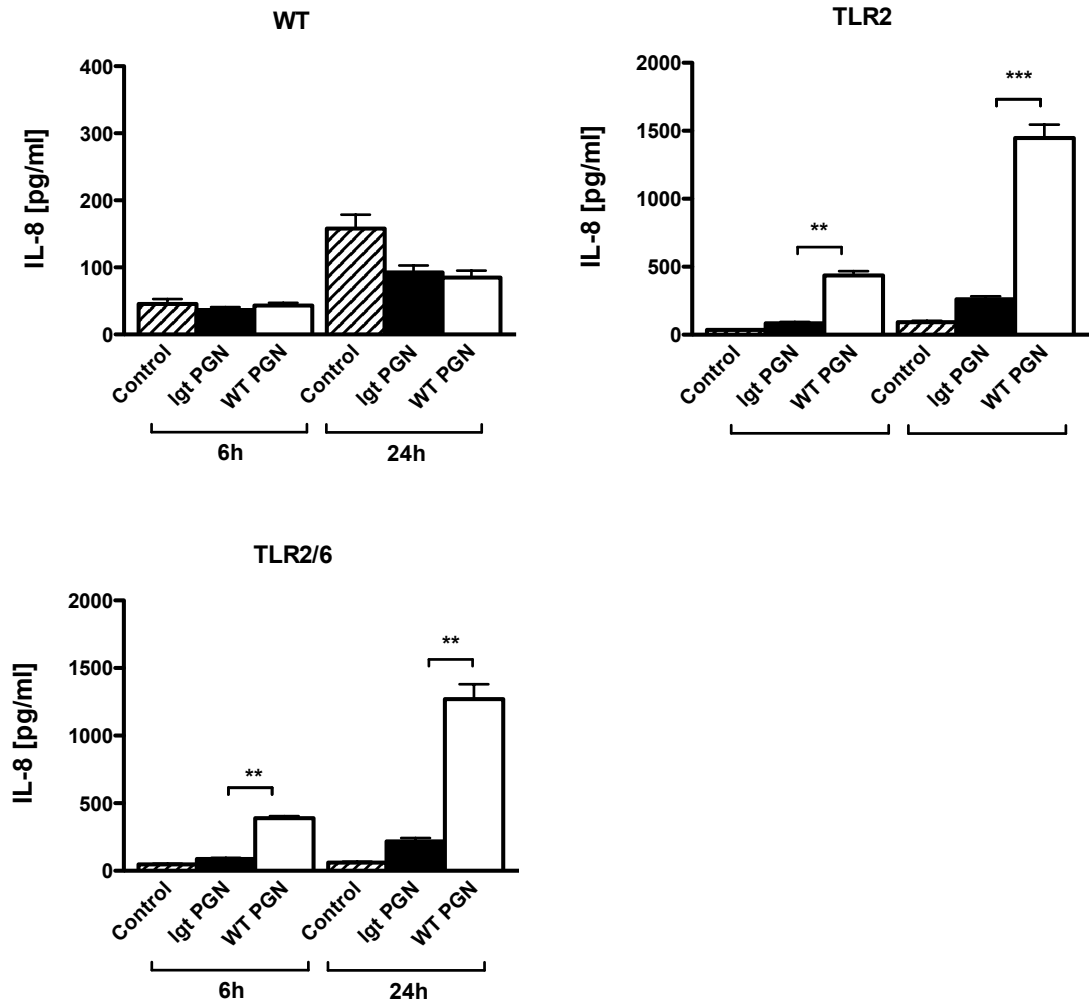 WT
400
300
200
100
0
IL-8 [pg/ml]
Control
lgt PGN
WT PGN
Control
lgt PGN
WT PGN
6h
24h
TLR2
2000
1500
1000
500
0
IL-8 [pg/ml]
**
***
Control
lgt PGN
WT PGN
Control
lgt PGN
WT PGN
TLR2/6
2000
1500
1000
500
0
IL-8 [pg/ml]
**
**
Control
lgt PGN
WT PGN
Control
lgt PGN
WT PGN
6h
24h